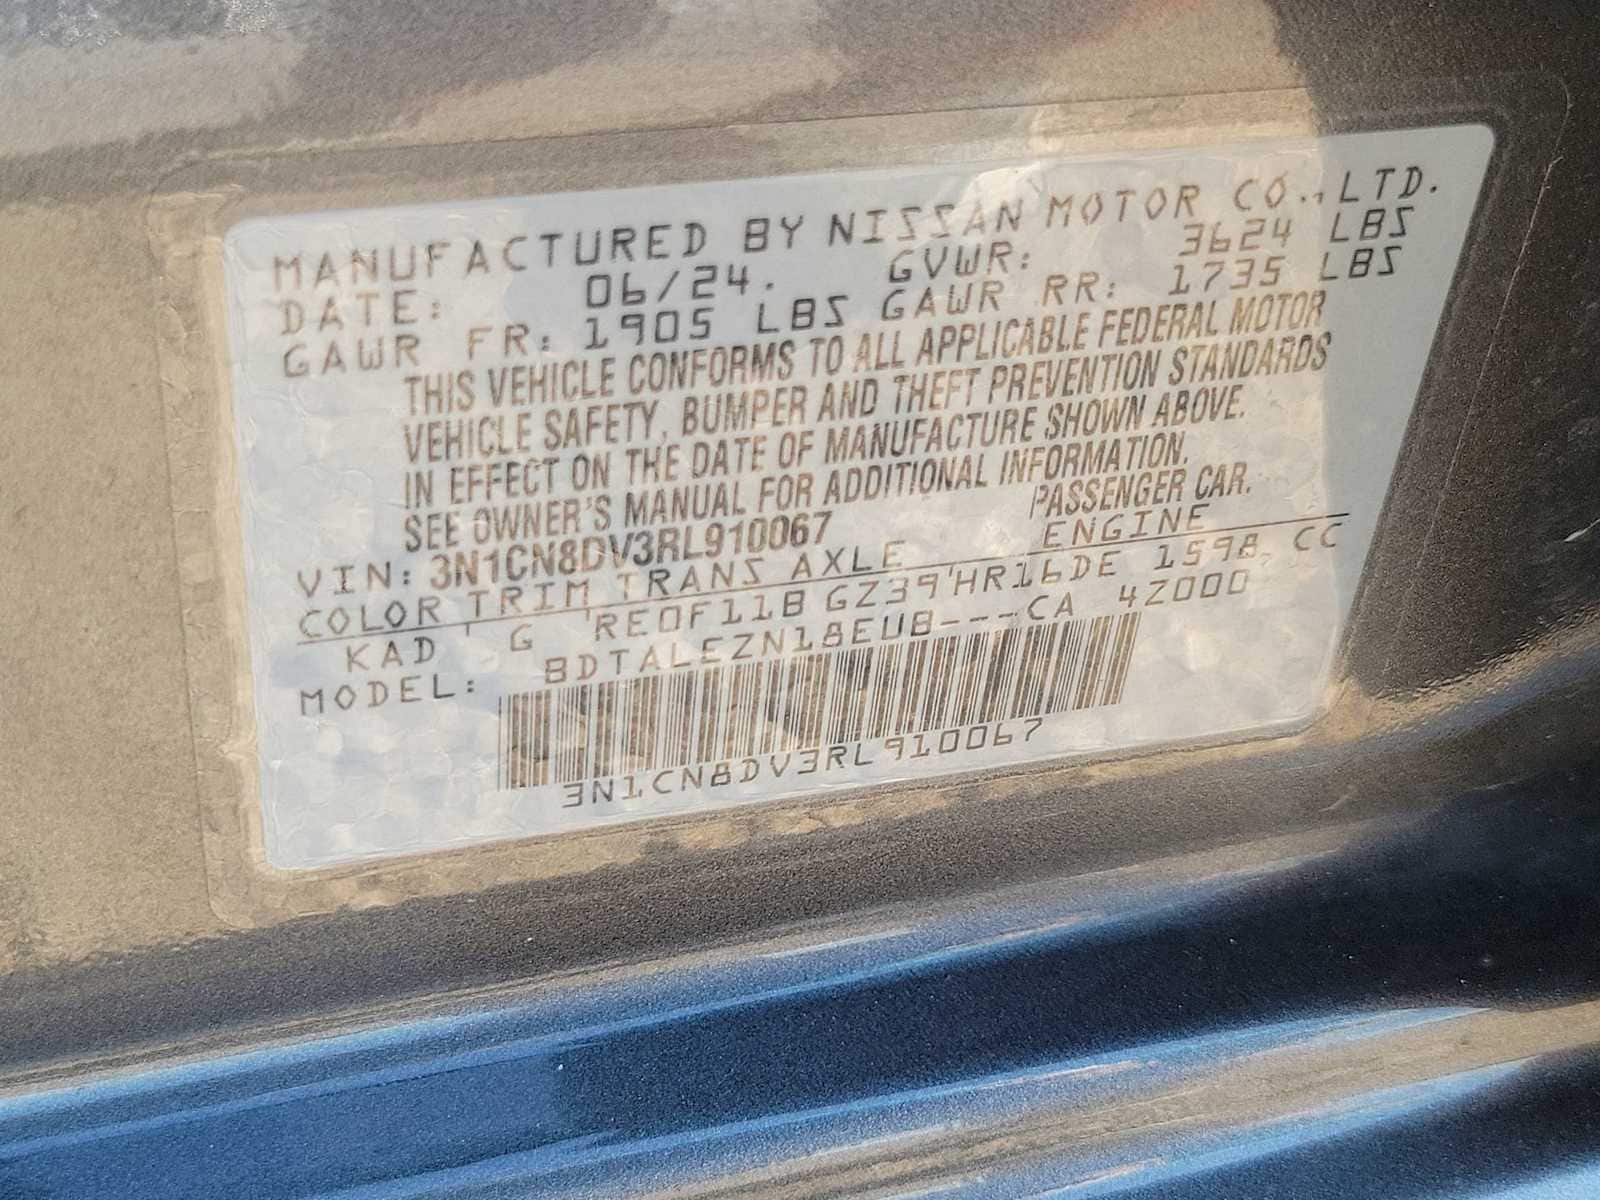 MANUFACTURED BY NISSAN MOTOR CO., LTD.
DATE: 06/24. GVWR: 3624 LBS
GAWR FR: 1905 LBS GAWR RR: 1735 LBS
THIS VEHICLE CONFORMS TO ALL APPLICABLE FEDERAL MOTOR
VEHICLE SAFETY, BUMPER AND THEFT PREVENTION STANDARDS
IN EFFECT ON THE DATE OF MANUFACTURE SHOWN ABOVE.
SEE OWNER'S MANUAL FOR ADDITIONAL INFORMATION.
VIN: 3N1CN8DV3RL910067 PASSENGER CAR.
COLOR TRIM TRANS AXLE ENGINE
KAD G RE0F11B GZ39 HR16DE 1598 CC
MODEL: BDTALEZN18EUB---CA 4Z000
3N1CN8DV3RL910067